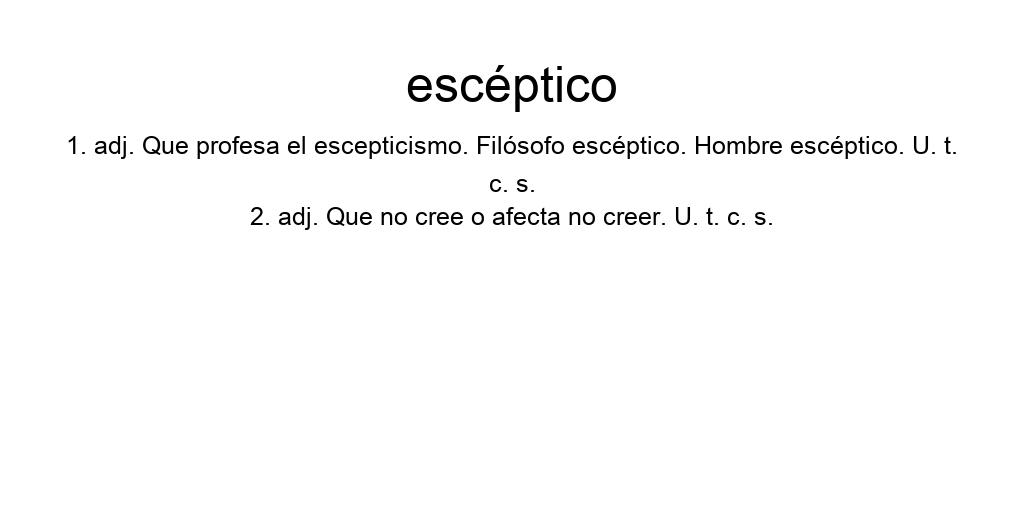 escéptico
1. adj. Que profesa el escepticismo. Filósofo escéptico. Hombre escéptico. U. t.
c. s.
2. adj. Que no cree o afecta no creer. U. t. c. s.